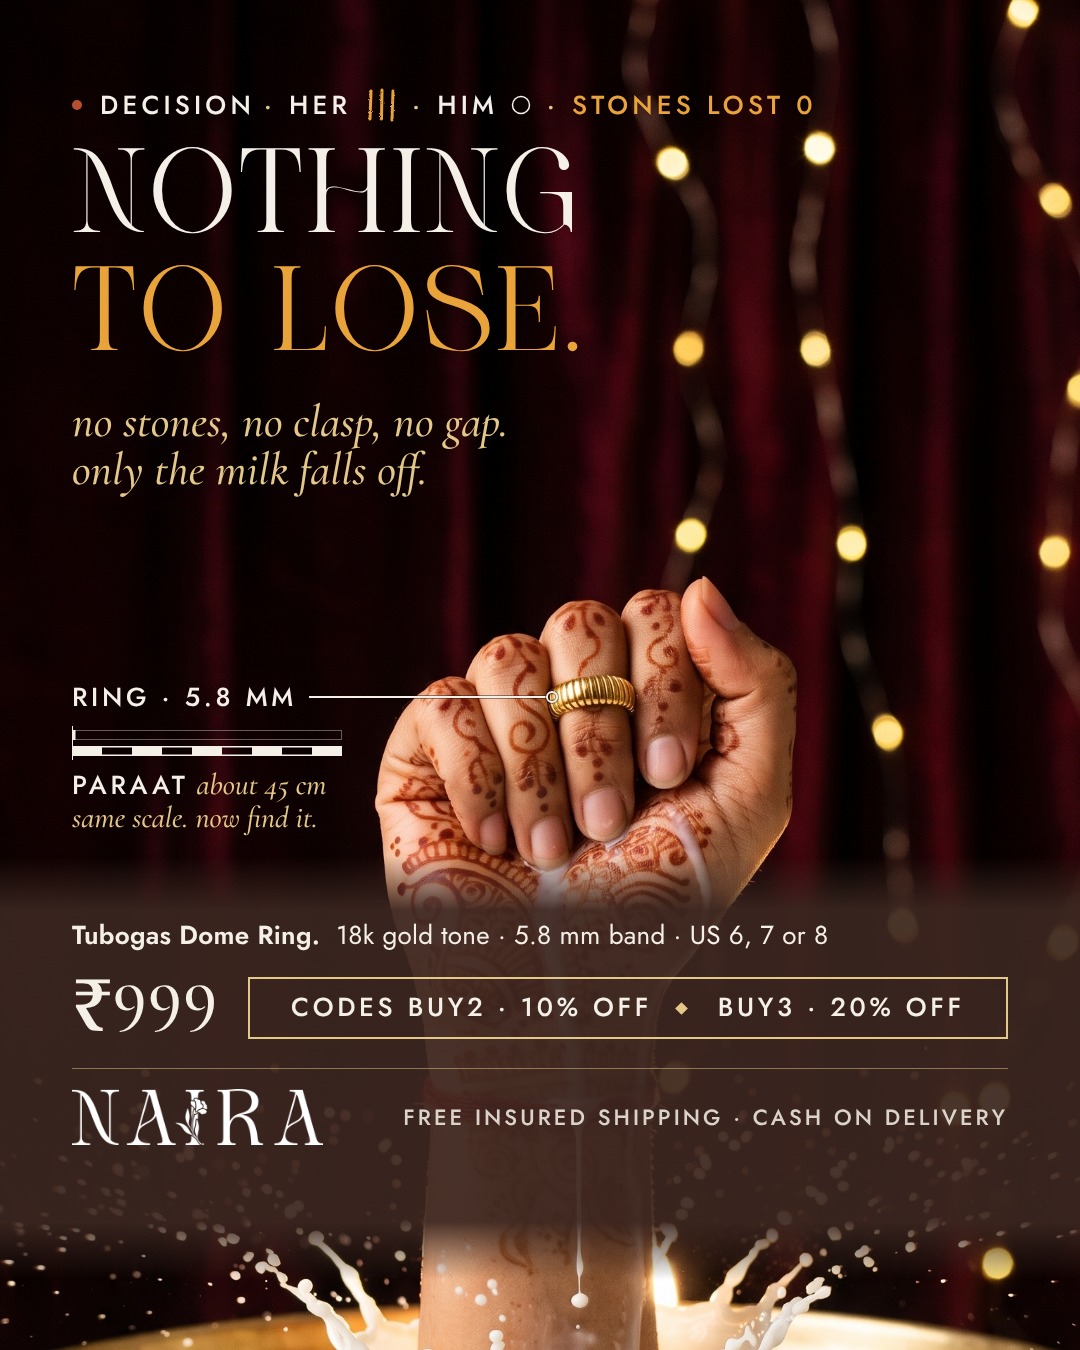 DECISION · HER ||| · HIM ○ · STONES LOST 0
NOTHING
TO LOSE.
no stones, no clasp, no gap.
only the milk falls off.
RING · 5.8 MM
PARAAT about 45 cm
same scale. now find it.
Tubogas Dome Ring. 18k gold tone · 5.8 mm band · US 6, 7 or 8
₹999
CODES BUY2 · 10% OFF ◆ BUY3 · 20% OFF
NAIRA
FREE INSURED SHIPPING · CASH ON DELIVERY